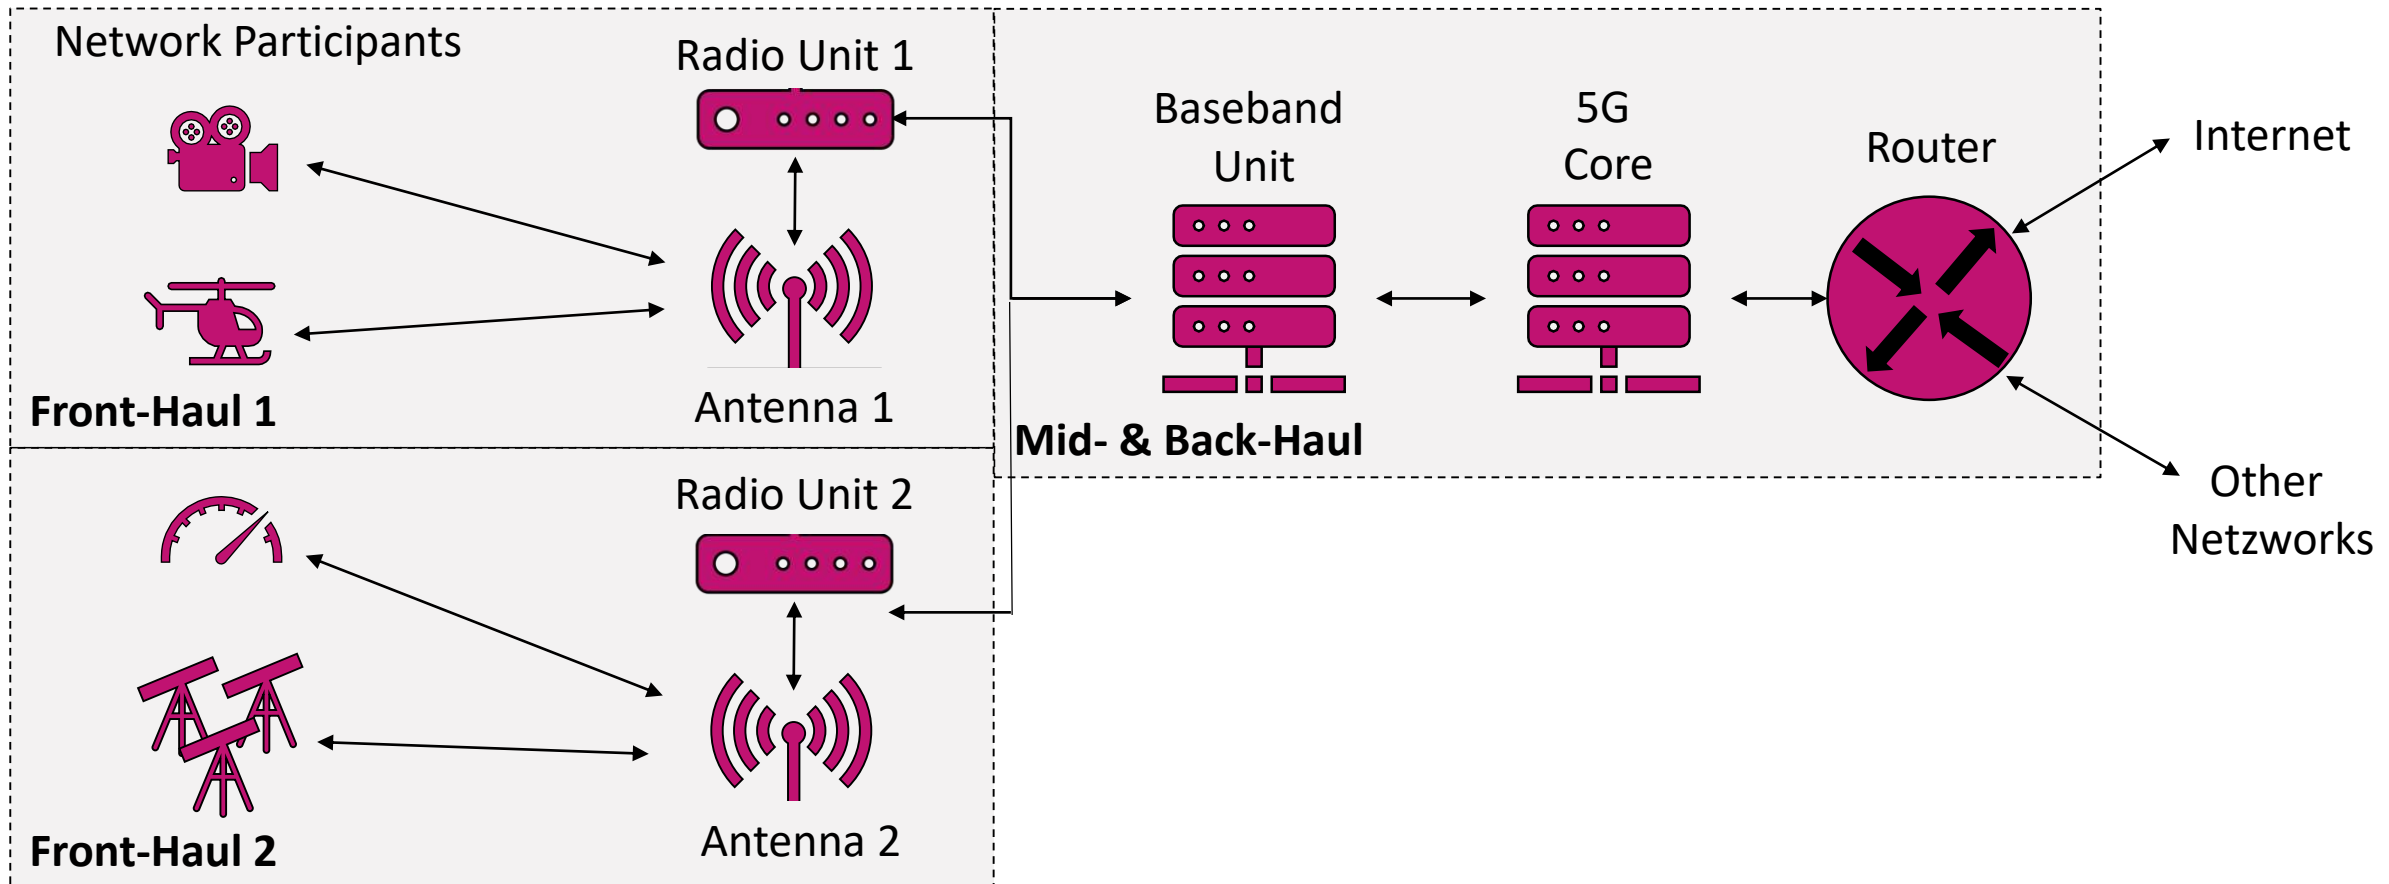 Network Participants
Radio Unit 1
Antenna 1
Front-Haul 1
Radio Unit 2
Antenna 2
Front-Haul 2
Baseband
Unit
5G
Core
Router
Mid- & Back-Haul
Internet
Other
Netzworks